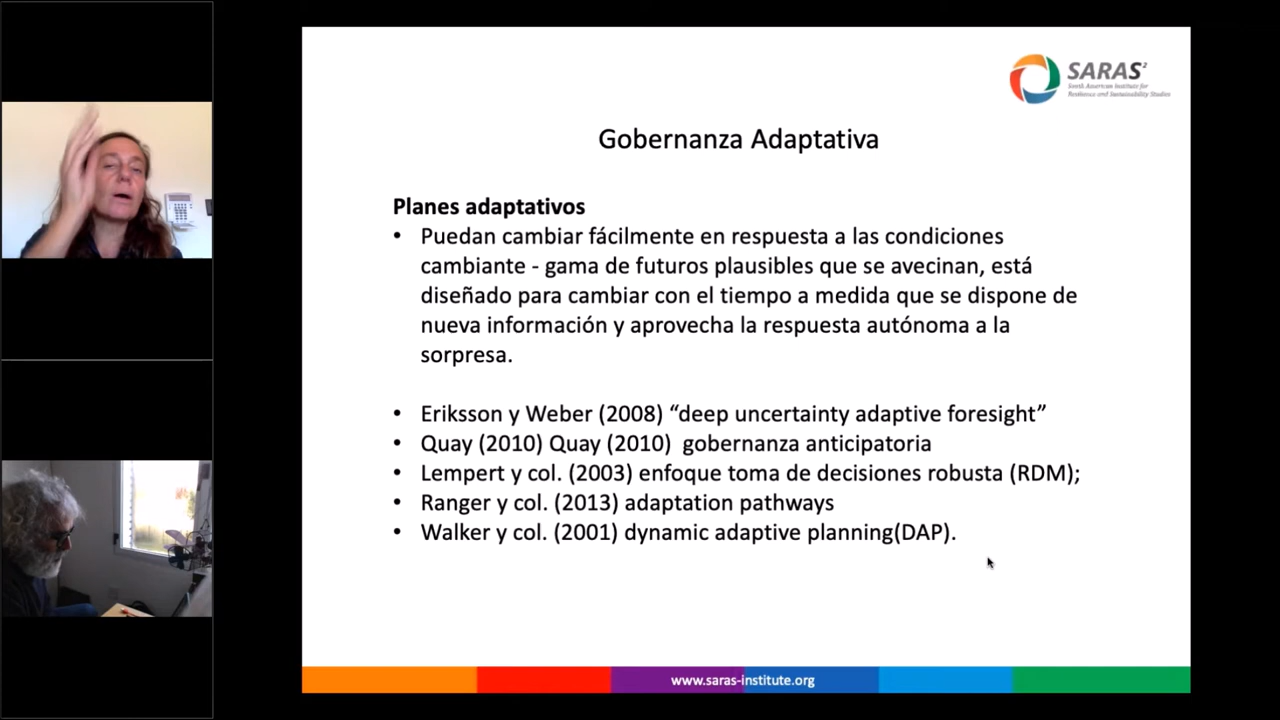 SARAS²
South American Institute for
Resilience and Sustainability Studies
Gobernanza Adaptativa
Planes adaptativos
• Puedan cambiar fácilmente en respuesta a las condiciones
cambiante - gama de futuros plausibles que se avecinan, está
diseñado para cambiar con el tiempo a medida que se dispone de
nueva información y aprovecha la respuesta autónoma a la
sorpresa.
• Eriksson y Weber (2008) “deep uncertainty adaptive foresight”
• Quay (2010) Quay (2010)  gobernanza anticipatoria
• Lempert y col. (2003) enfoque toma de decisiones robusta (RDM);
• Ranger y col. (2013) adaptation pathways
• Walker y col. (2001) dynamic adaptive planning(DAP).
www.saras-institute.org